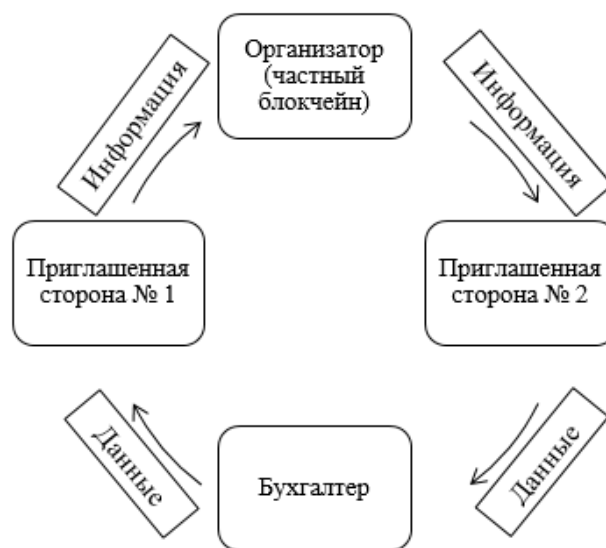 Организатор
(частный
блокчейн)
Информация
Информация
Приглашенная
сторона № 1
Приглашенная
сторона № 2
Данные
Бухгалтер
Данные